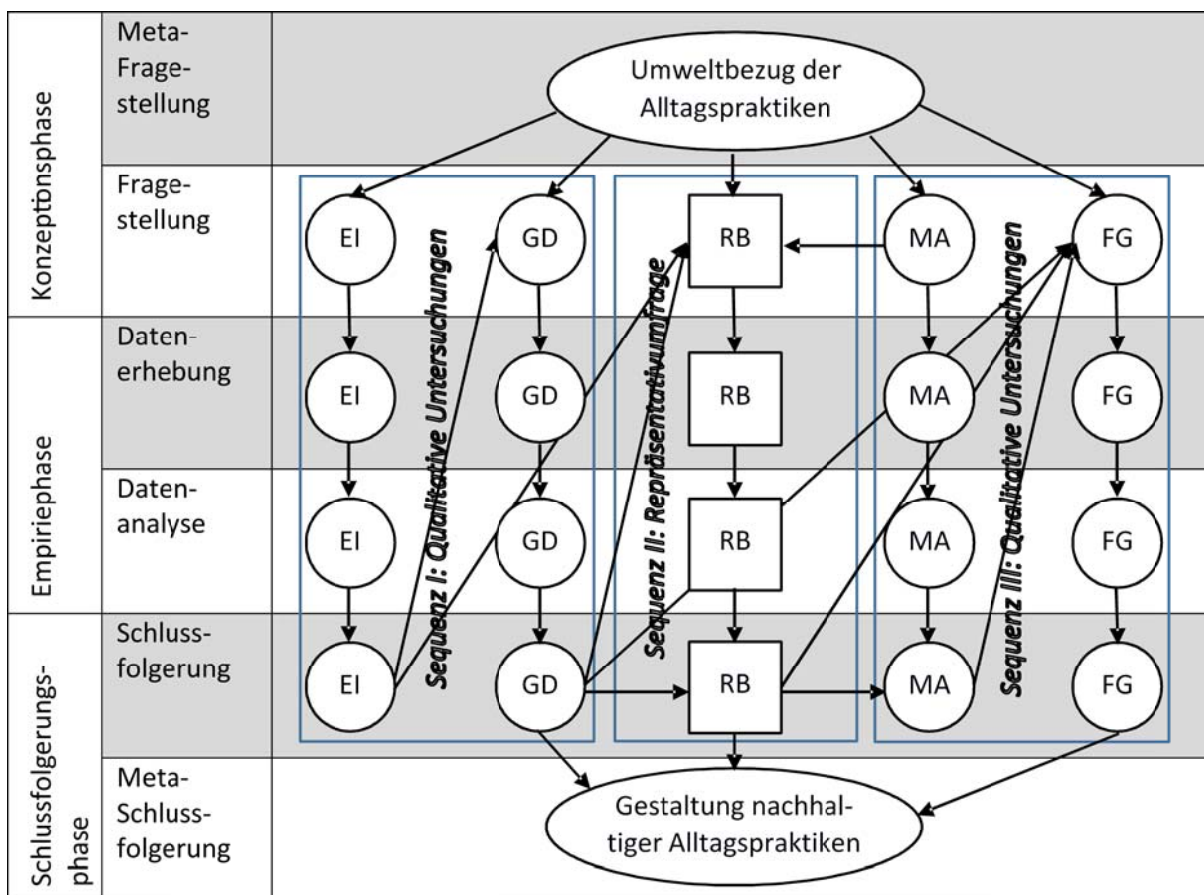 Konzeptionsphase
Meta-
Frage-
stellung
Umweltbezug der
Alltagspraktiken
Frage-
stellung
EI
GD
RB
MA
FG
Sequenz I: Qualitative Untersuchungen
Sequenz II: Repräsentativumfrage
Sequenz III: Qualitative Untersuchungen
Empiriephase
Daten-
erhebung
EI
GD
RB
MA
FG
Daten-
analyse
EI
GD
RB
MA
FG
Schlussfolgerungs-
phase
Schluss-
folgerung
EI
GD
RB
MA
FG
Meta-
Schluss-
folgerung
Gestaltung nachhal-
tiger Alltagspraktiken